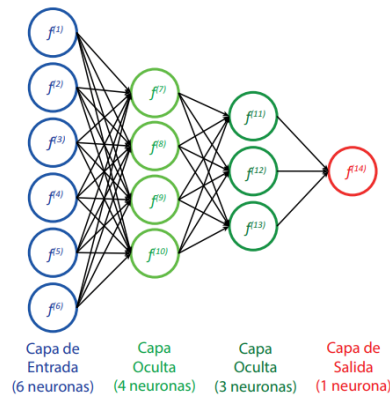 f(1)
f(2)
f(3)
f(4)
f(5)
f(6)
f(7)
f(8)
f(9)
f(10)
f(11)
f(12)
f(13)
f(14)
Capa de
Entrada
(6 neuronas)
Capa
Oculta
(4 neuronas)
Capa
Oculta
(3 neuronas)
Capa de
Salida
(1 neurona)